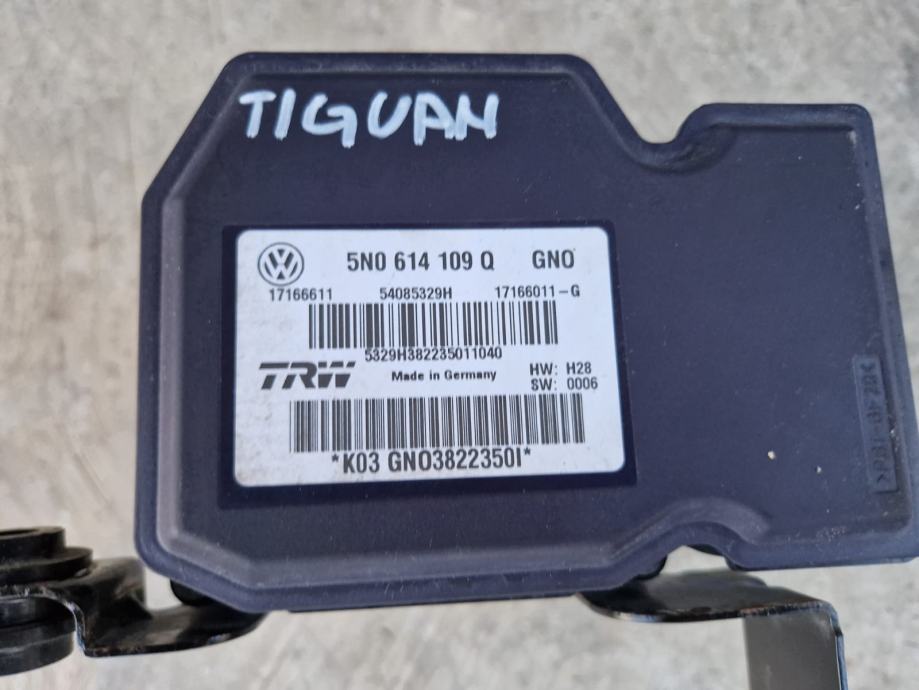 TIGUAN
5N0 614 109 Q GNO
17166611 54085329H 17166011-G
5329H382235011040
TRW Made in Germany HW: H28
SW: 0006
*K03 GNO3822350I*